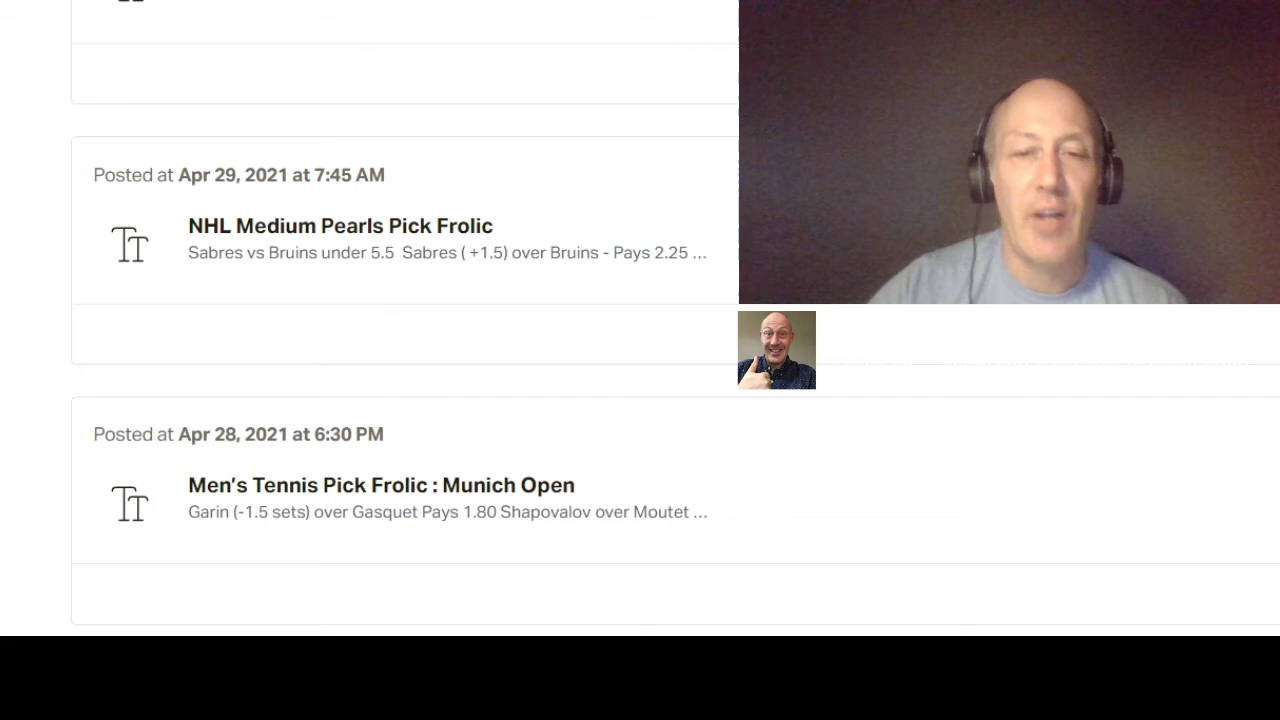 Posted at Apr 29, 2021 at 7:45 AM
TT
NHL Medium Pearls Pick Frolic
Sabres vs Bruins under 5.5 Sabres ( +1.5) over Bruins - Pays 2.25 ...
Posted at Apr 28, 2021 at 6:30 PM
TT
Men's Tennis Pick Frolic : Munich Open
Garin (-1.5 sets) over Gasquet Pays 1.80 Shapovalov over Moutet ...